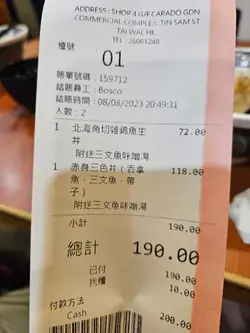 ADDRESS : SHOP 4 G/F CARADO GDN
COMMERCIAL COMPLEX TIN SAM ST
TAI WAI, HK
TEL : 26061248
檯號
01
賬單號碼 : 159712
結賬員工 : Bosco
結賬時間 : 08/08/2023 20:49:31
人數 : 2
1 北海角切雜錦魚生 72.00
丼
附送三文魚味噌湯
1 赤身三色丼 (吞拿 118.00
魚，三文魚，帶
子)
附送三文魚味噌湯
小計 190.00
總計 190.00
已付 190.00
找贖 10.00
付款方法
Cash 200.00